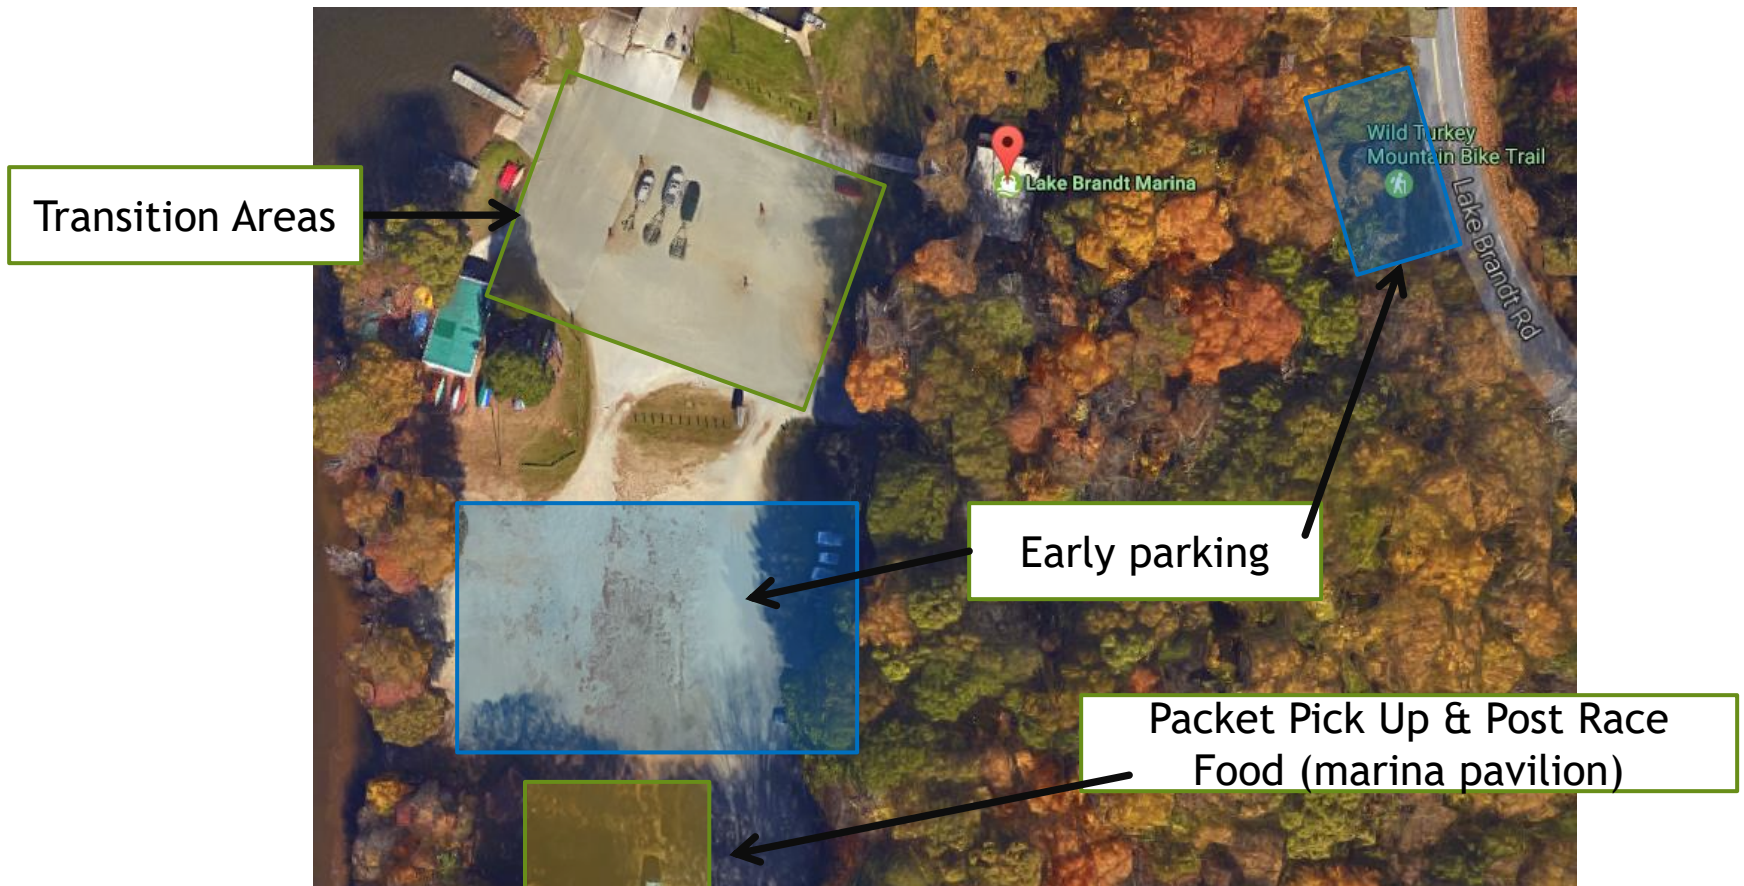 Wild Turkey
Mountain Bike Trail
Lake Brandt Marina
Transition Areas
Lake Brandt Rd
Early parking
Packet Pick Up & Post Race
Food (marina pavilion)